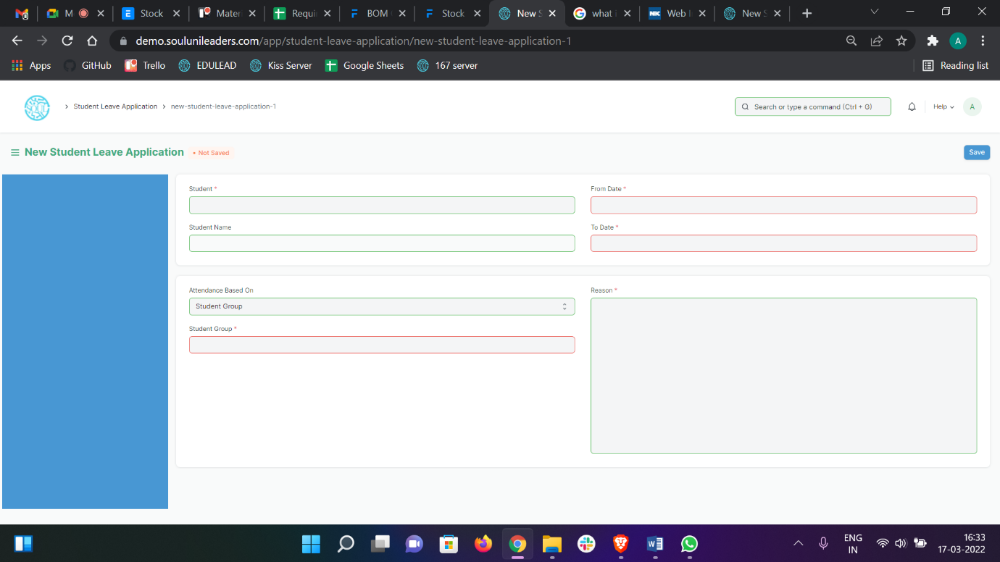 M
Stock
Mater
Requi
BOM
Stock
New S
what i
Web I
New S
demo.soulunileaders.com/app/student-leave-application/new-student-leave-application-1
A
Apps
GitHub
Trello
EDULEAD
Kiss Server
Google Sheets
167 server
Reading list
SOUL
Student Leave Application
new-student-leave-application-1
Search or type a command (Ctrl + G)
Help
A
New Student Leave Application
Not Saved
Save
Student *
From Date *
Student Name
To Date *
Attendance Based On
Student Group
Reason *
Student Group *
ENG
IN
16:33
17-03-2022